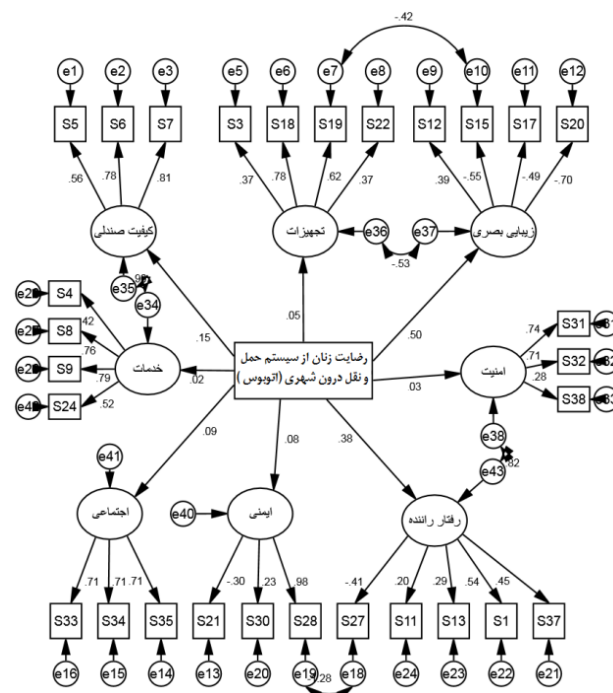 -.42
e1 e2 e3 e5 e6 e7 e8 e9 e10 e11 e12
S5 S6 S7 S3 S18 S19 S22 S12 S15 S17 S20
.56 .78 .81 .37 .78 .62 .37 .39 -.55 -.49 -.70
کیفیت صندلی تجهیزات زیبایی بصری
e36 e37
-.53
e35
e34
S4
S8
S9
S24
.42
.76
.79
.52
خدمات
.15 .05 .50
رضایت زنان از سیستم حمل
و نقل درون شهری (اتوبوس )
.02 .03
امنیت
.74 .71 .28
S31
S32
S38
e38
e43
.82
.09 .08 .38
e41
e40
اجتماعی ایمنی رفتار راننده
.71 .71 .71 -.30 .23 .98 -.41 .20 .29 .54 .45
S33 S34 S35 S21 S30 S28 S27 S11 S13 S1 S37
e16 e15 e14 e13 e20 e19 e18 e24 e23 e22 e21